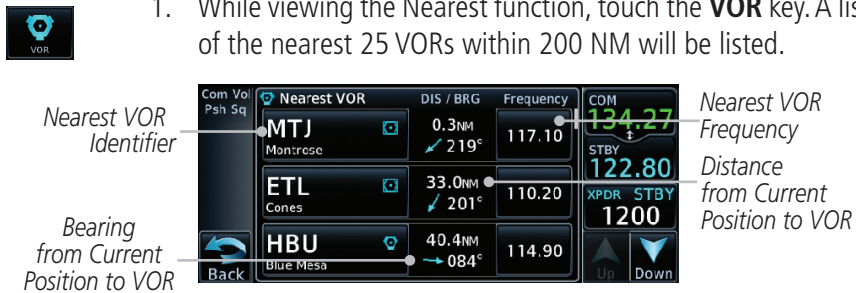 1. While viewing the Nearest function, touch the VOR key. A lis
of the nearest 25 VORs within 200 NM will be listed.
VOR
Nearest VOR
Identifier
Bearing
from Current
Position to VOR
Com Vol
Psh Sq
Back
Nearest VOR DIS / BRG Frequency
MTJ
Montrose
0.3NM
219°
117.10
ETL
Cones
33.0NM
201°
110.20
HBU
Blue Mesa
40.4NM
084°
114.90
COM
134.27
STBY
122.80
XPDR STBY
1200
Up Down
Nearest VOR
Frequency
Distance
from Current
Position to VOR